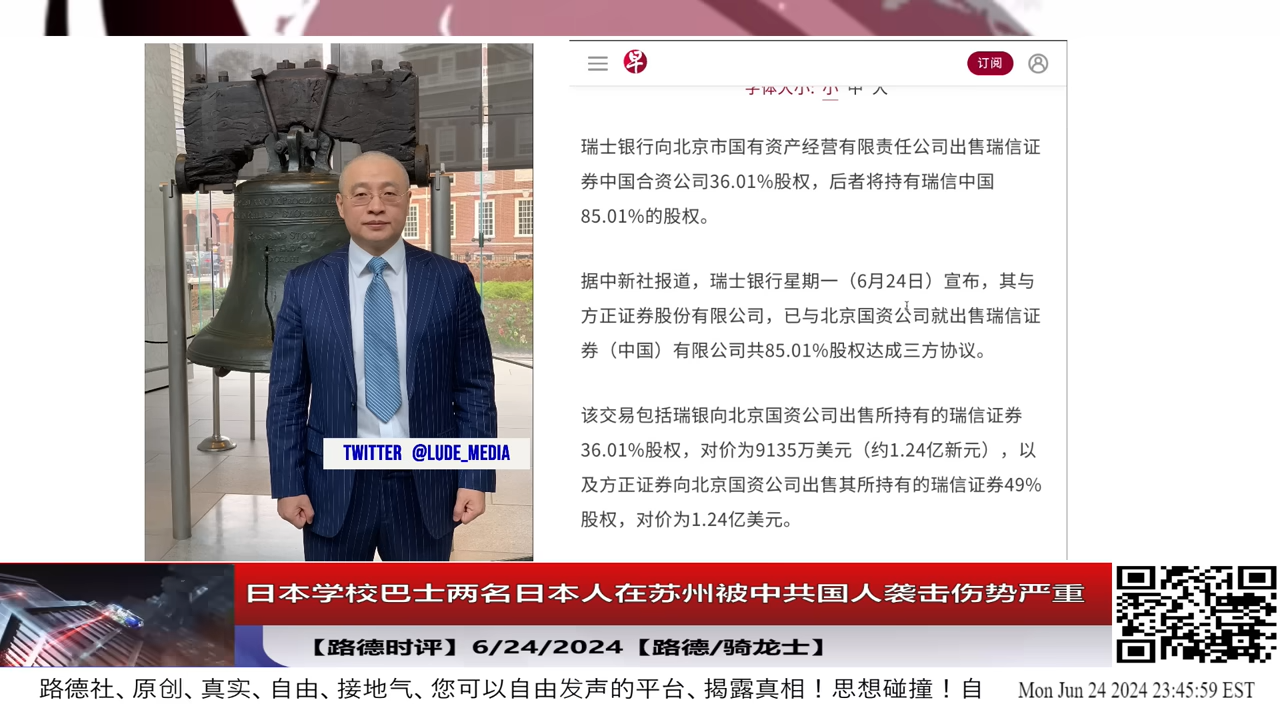 早
订阅
字体大小: 小 中 大
瑞士银行向北京市国有资产经营有限责任公司出售瑞信证
券中国合资公司36.01%股权，后者将持有瑞信中国
85.01%的股权。
据中新社报道，瑞士银行星期一（6月24日）宣布，其与
方正证券股份有限公司，已与北京国资公司就出售瑞信证
券（中国）有限公司共85.01%股权达成三方协议。
该交易包括瑞银向北京国资公司出售所持有的瑞信证券
36.01%股权，对价为9135万美元（约1.24亿新元），以
及方正证券向北京国资公司出售其所持有的瑞信证券49%
股权，对价为1.24亿美元。
TWITTER @LUDE_MEDIA
日本学校巴士两名日本人在苏州被中共国人袭击伤势严重
【路德时评】6/24/2024【路德/骑龙士】
路德社、原创、真实、自由、接地气、您可以自由发声的平台、揭露真相！思想碰撞！自
Mon Jun 24 2024 23:45:59 EST